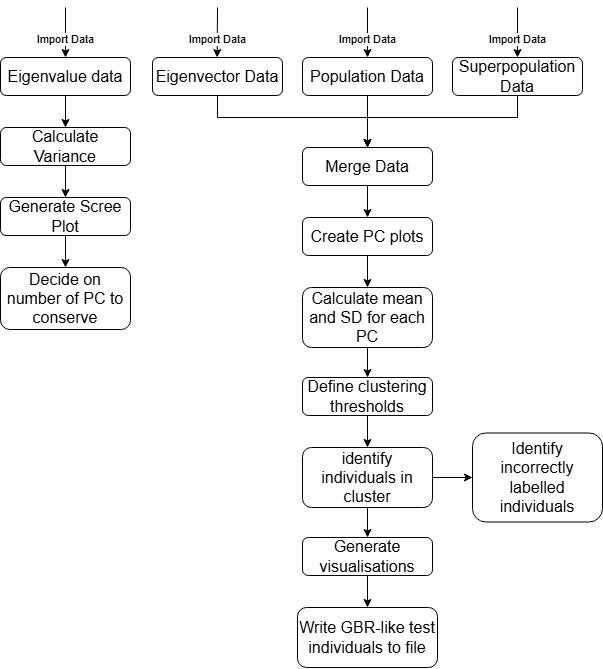 Import Data
Import Data
Import Data
Import Data
Eigenvalue data
Eigenvector Data
Population Data
Superpopulation
Data
Calculate
Variance
Merge Data
Generate Scree
Plot
Create PC plots
Decide on
number of PC to
conserve
Calculate mean
and SD for each
PC
Define clustering
thresholds
identify
individuals in
cluster
Identify
incorrectly
labelled
individuals
Generate
visualisations
Write GBR-like test
individuals to file